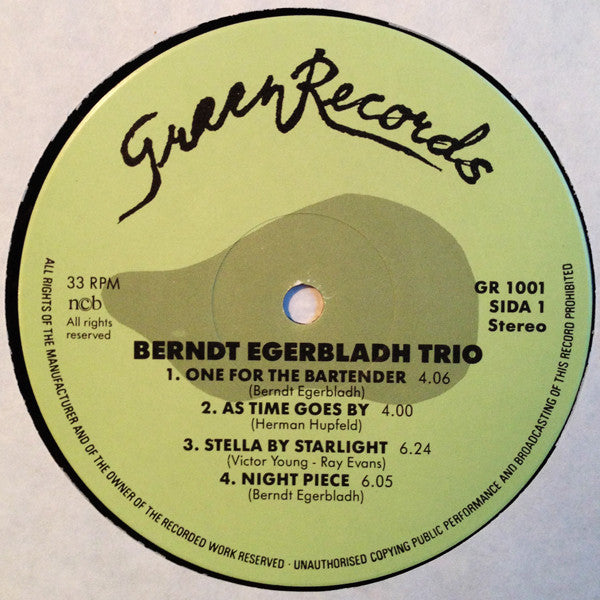 Green Records
33 RPM
ncb
All rights
reserved
GR 1001
SIDA 1
Stereo
BERNDT EGERBLADH TRIO
1. ONE FOR THE BARTENDER 4.06
(Berndt Egerbladh)
2. AS TIME GOES BY 4.00
(Herman Hupfeld)
3. STELLA BY STARLIGHT 6.24
(Victor Young - Ray Evans)
4. NIGHT PIECE 6.05
(Berndt Egerbladh)
ALL RIGHTS OF THE MANUFACTURER AND OF THE OWNER OF THE RECORDED WORK RESERVED · UNAUTHORISED COPYING PUBLIC PERFORMANCE AND BROADCASTING OF THIS RECORD PROHIBITED